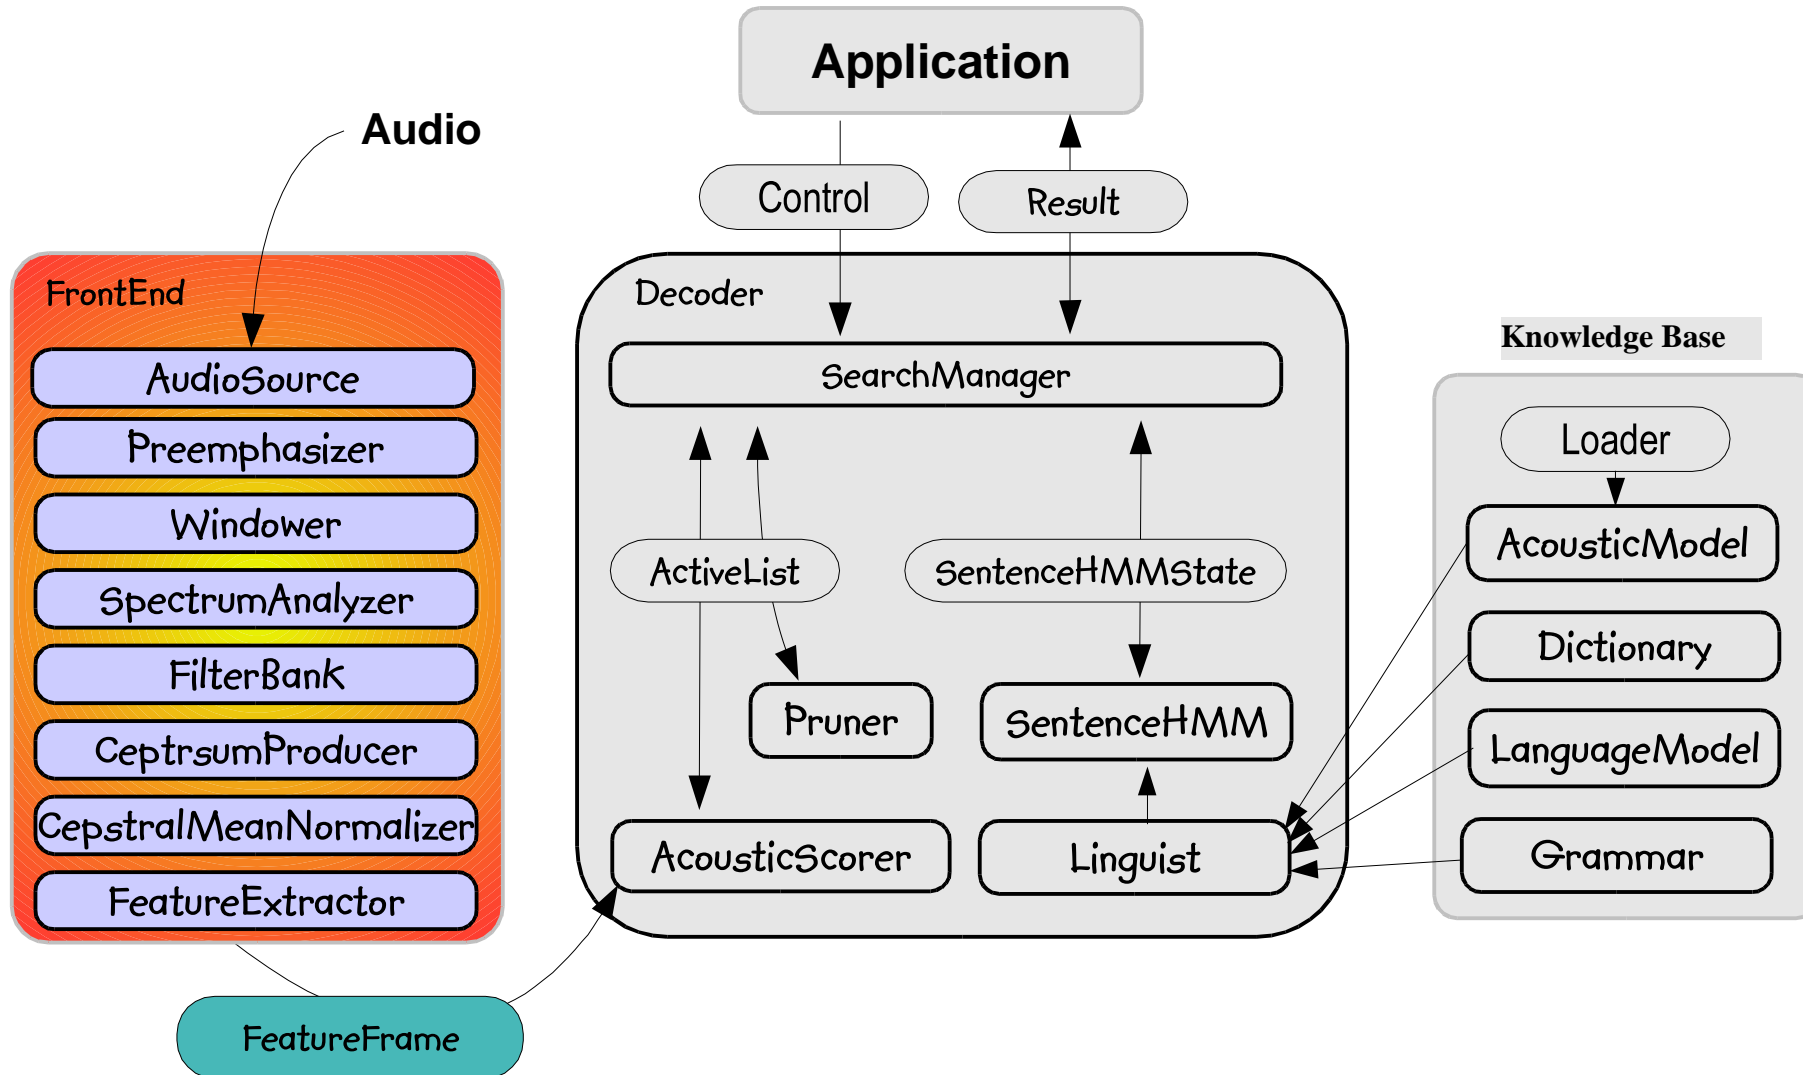 Application
Audio
Control
Result
FrontEnd
AudioSource
Preemphasizer
Windower
SpectrumAnalyzer
FilterBank
CeptrsumProducer
CepstralMeanNormalizer
FeatureExtractor
FeatureFrame
Decoder
SearchManager
ActiveList
SentenceHMMState
Pruner
SentenceHMM
AcousticScorer
Linguist
Knowledge Base
Loader
AcousticModel
Dictionary
LanguageModel
Grammar